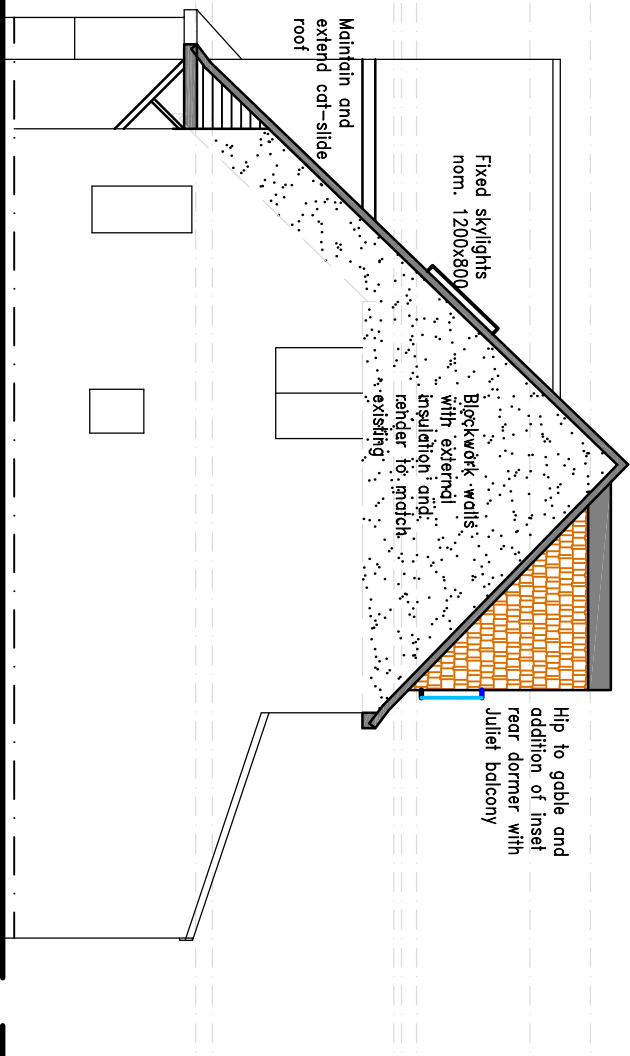 Maintain and
extend cat-slide
roof
Fixed skylights
nom. 1200x800
Blockwork walls
with external
insulation and
render to match
existing
Hip to gable and
addition of inset
rear dormer with
Juliet balcony